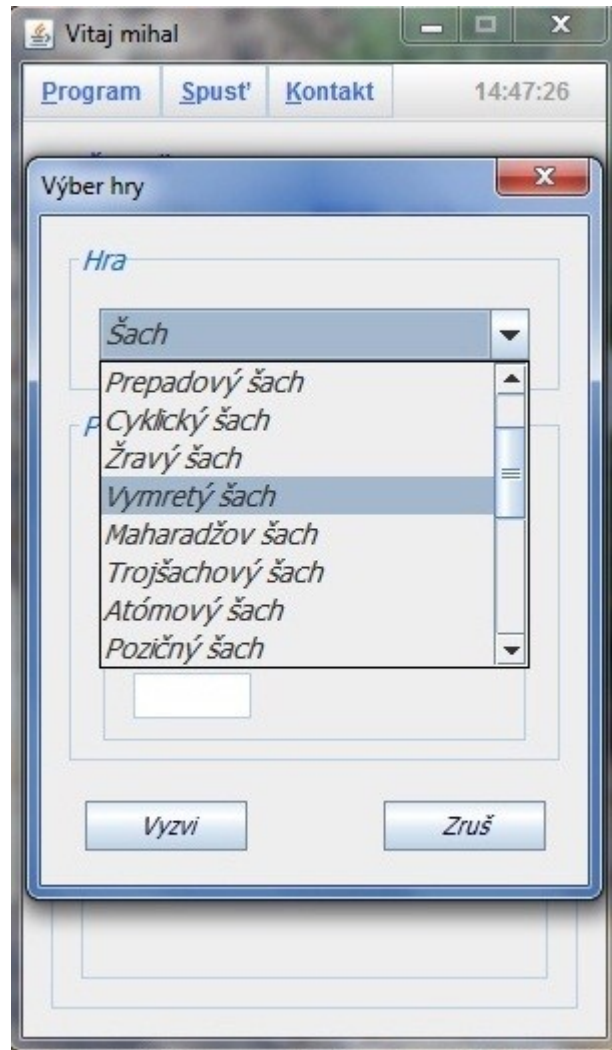 Vitaj mihal
Program Spusť Kontakt 14:47:26
Výber hry
Hra
Šach
Prepadový šach
Cyklický šach
Žravý šach
Vymretý šach
Maharadžov šach
Trojšachový šach
Atómový šach
Pozičný šach
Vyzvi Zruš